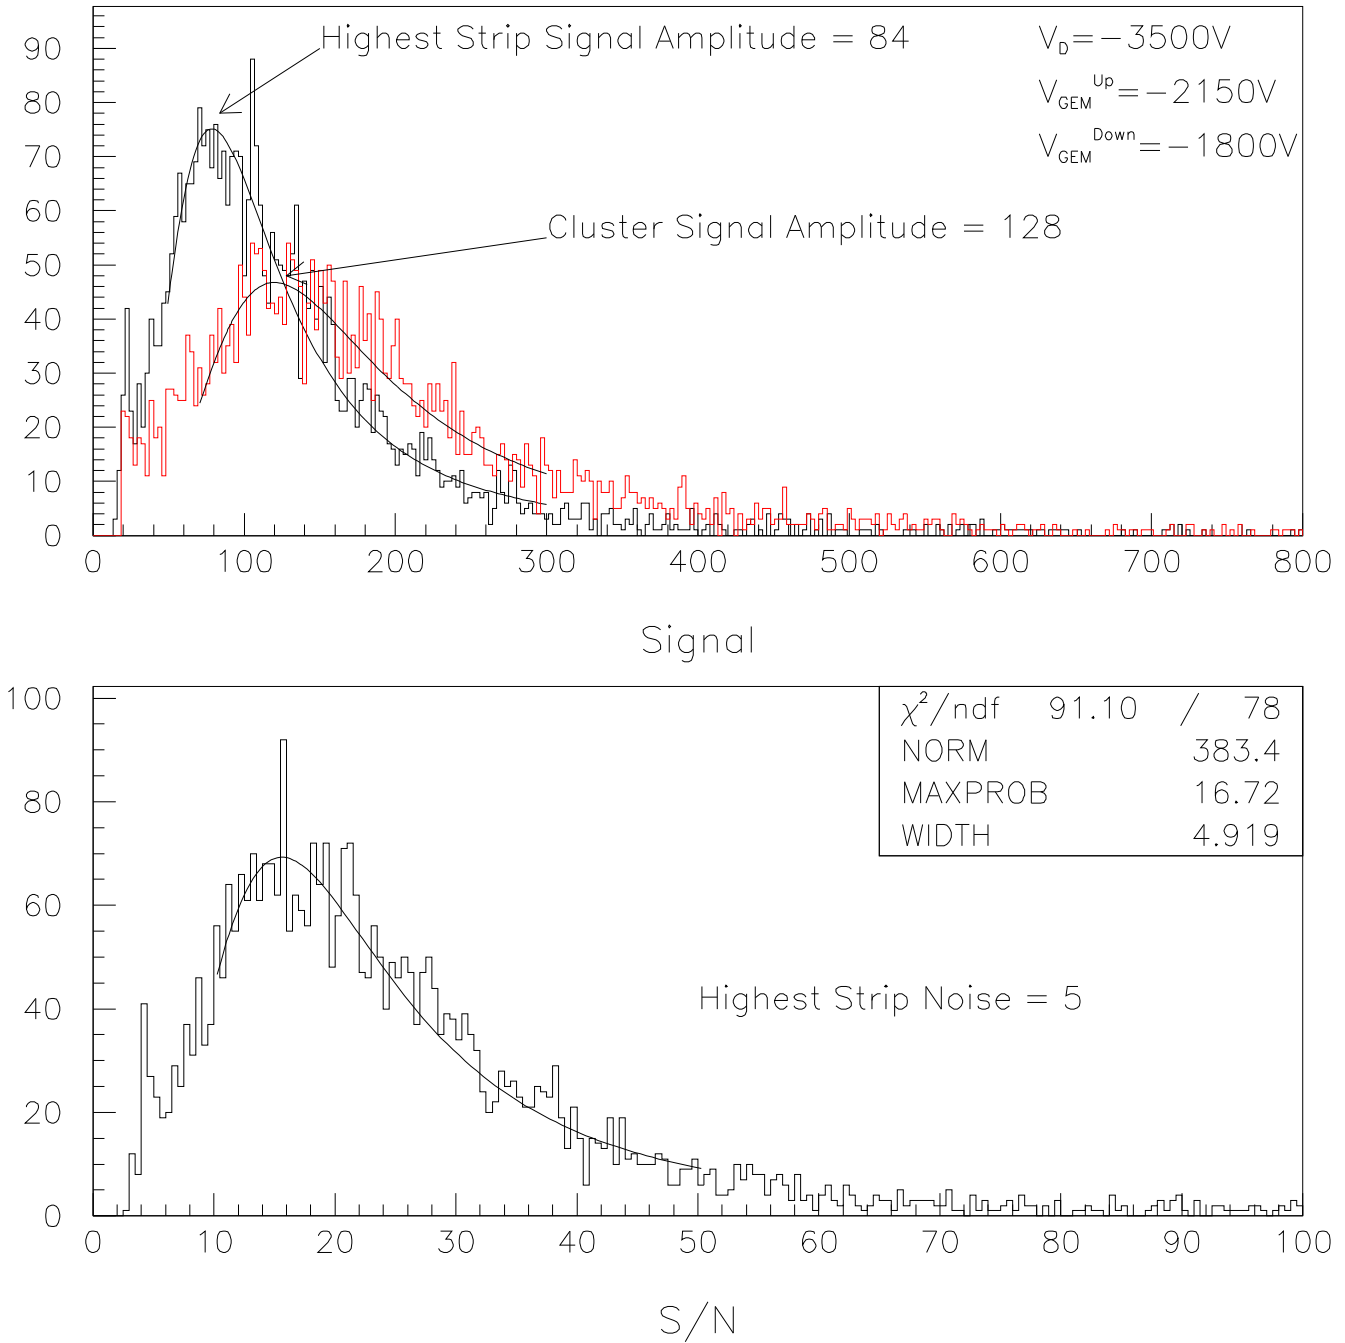 Highest Strip Signal Amplitude = 84
V_D=−3500V
V_GEM^Up=−2150V
V_GEM^Down=−1800V
Cluster Signal Amplitude = 128
90
80
70
60
50
40
30
20
10
0
0 100 200 300 400 500 600 700 800
Signal
χ²/ndf 91.10 / 78
NORM 383.4
MAXPROB 16.72
WIDTH 4.919
Highest Strip Noise = 5
100
80
60
40
20
0
0 10 20 30 40 50 60 70 80 90 100
S/N